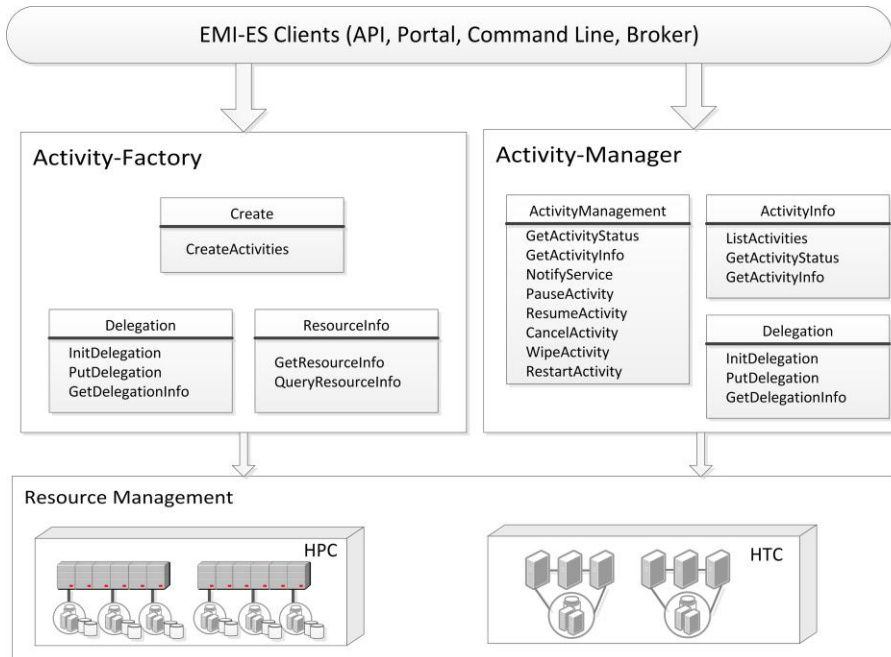 EMI-ES Clients (API, Portal, Command Line, Broker)
Activity-Factory
Create
CreateActivities
Delegation
InitDelegation
PutDelegation
GetDelegationInfo
ResourceInfo
GetResourceInfo
QueryResourceInfo
Activity-Manager
ActivityManagement
GetActivityStatus
GetActivityInfo
NotifyService
PauseActivity
ResumeActivity
CancelActivity
WipeActivity
RestartActivity
ActivityInfo
ListActivities
GetActivityStatus
GetActivityInfo
Delegation
InitDelegation
PutDelegation
GetDelegationInfo
Resource Management
HPC
HTC